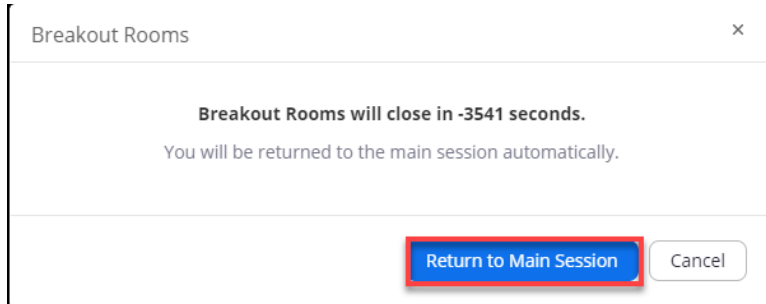 Breakout Rooms ×
Breakout Rooms will close in -3541 seconds.
You will be returned to the main session automatically.
Return to Main Session Cancel